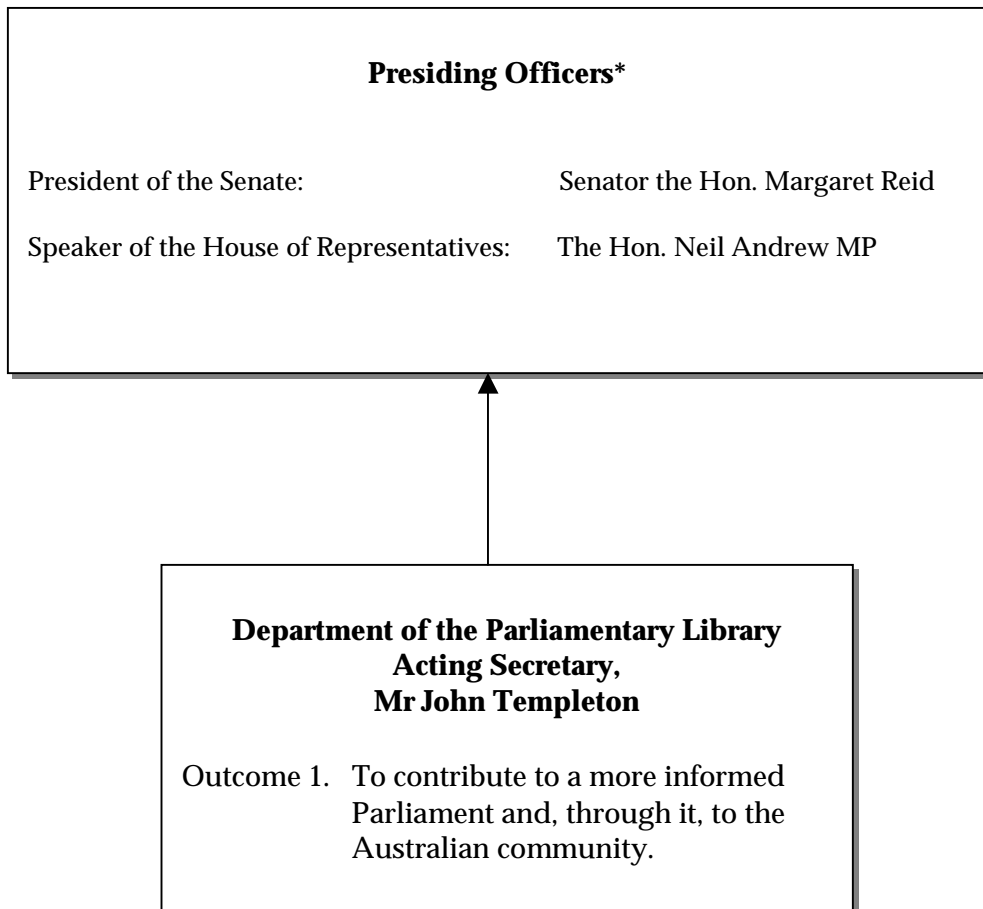 Presiding Officers*
President of the Senate: Senator the Hon. Margaret Reid
Speaker of the House of Representatives: The Hon. Neil Andrew MP
Department of the Parliamentary Library
Acting Secretary,
Mr John Templeton
Outcome 1. To contribute to a more informed
Parliament and, through it, to the
Australian community.